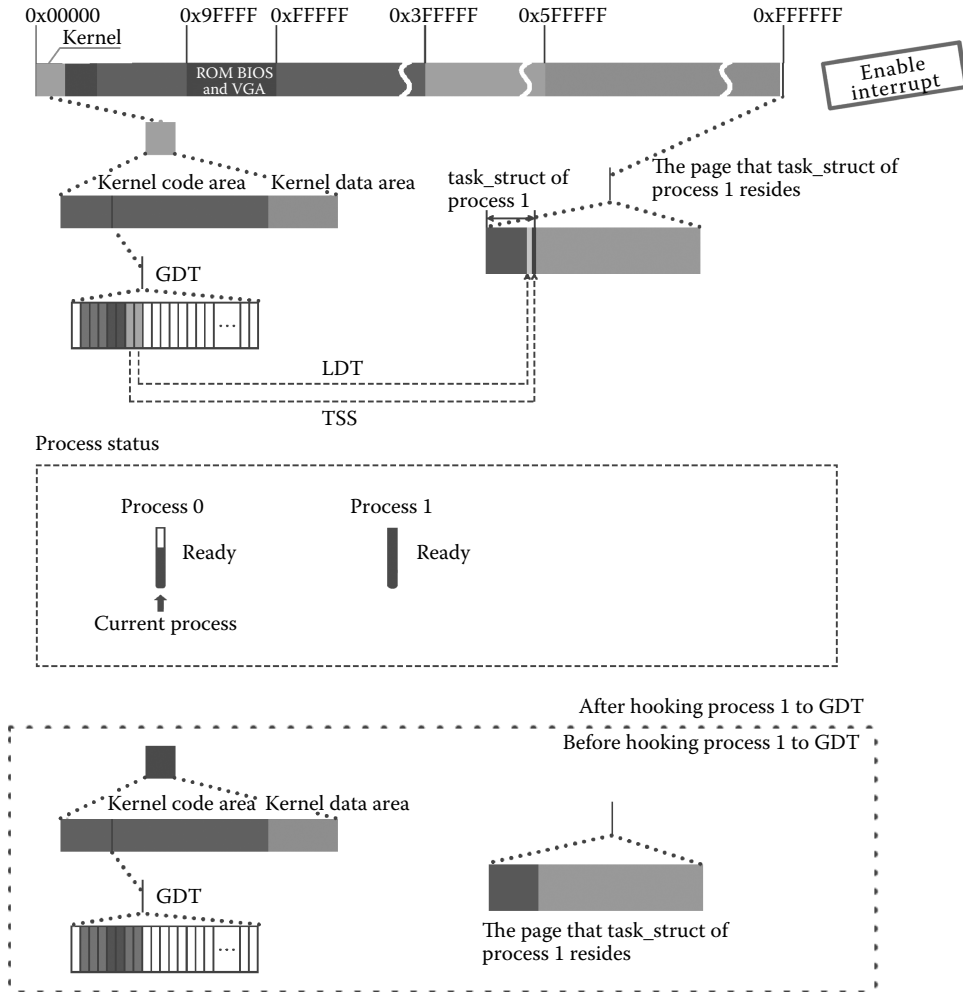 0x00000 0x9FFFF 0xFFFFF 0x3FFFFF 0x5FFFFF 0xFFFFFF
Kernel
ROM BIOS
and VGA
Enable
interrupt
Kernel code area Kernel data area
task_struct of
process 1
The page that task_struct of
process 1 resides
GDT
...
LDT
TSS
Process status
Process 0 Process 1
Ready Ready
Current process
After hooking process 1 to GDT
Before hooking process 1 to GDT
Kernel code area Kernel data area
GDT
...
The page that task_struct of
process 1 resides